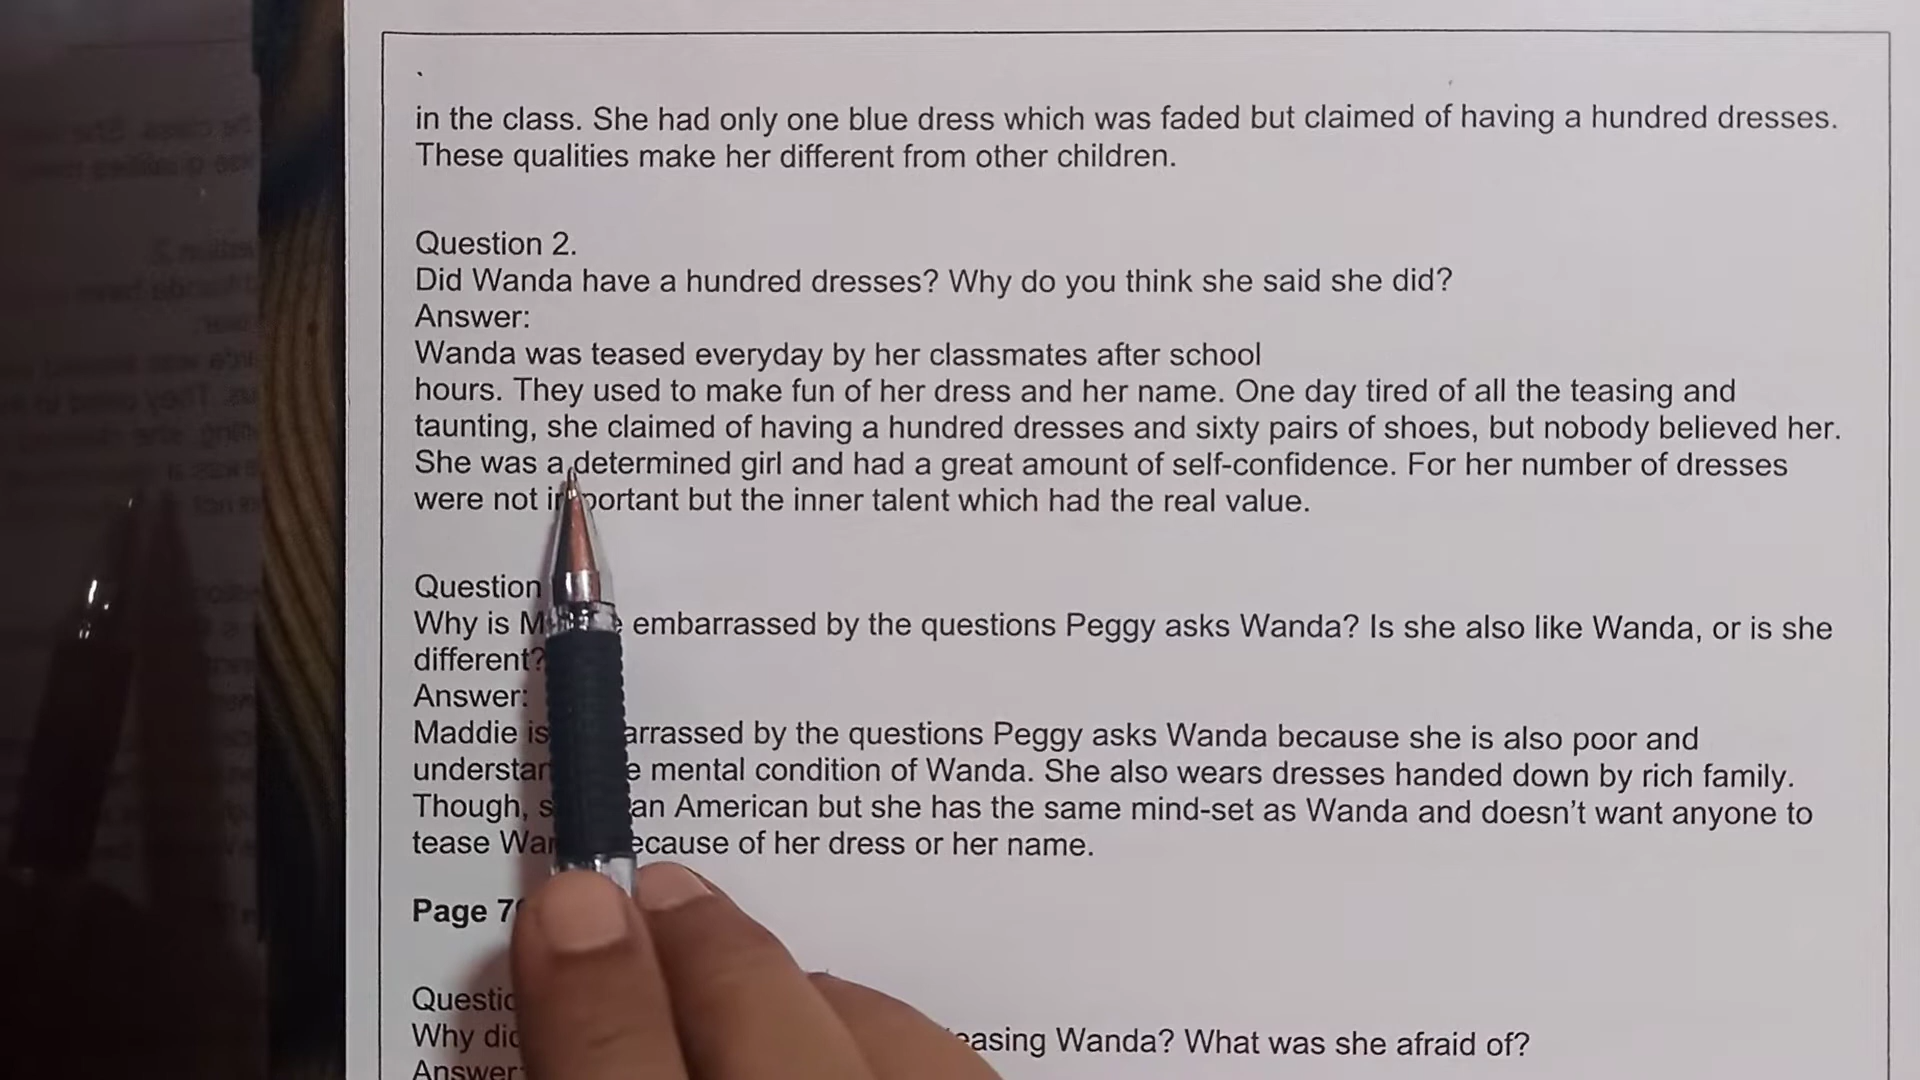 in the class. She had only one blue dress which was faded but claimed of having a hundred dresses.
These qualities make her different from other children.
Question 2.
Did Wanda have a hundred dresses? Why do you think she said she did?
Answer:
Wanda was teased everyday by her classmates after school
hours. They used to make fun of her dress and her name. One day tired of all the teasing and
taunting, she claimed of having a hundred dresses and sixty pairs of shoes, but nobody believed her.
She was a determined girl and had a great amount of self-confidence. For her number of dresses
were not important but the inner talent which had the real value.
Question
Why is embarrassed by the questions Peggy asks Wanda? Is she also like Wanda, or is she
different?
Answer:
Maddie is by the questions Peggy asks Wanda because she is also poor and
mental condition of Wanda. She also wears dresses handed down by rich family.
Though, an American but she has the same mind-set as Wanda and doesn't want anyone to
tease because of her dress or her name.
Page
Why Wanda? What was she afraid of?
Answer: